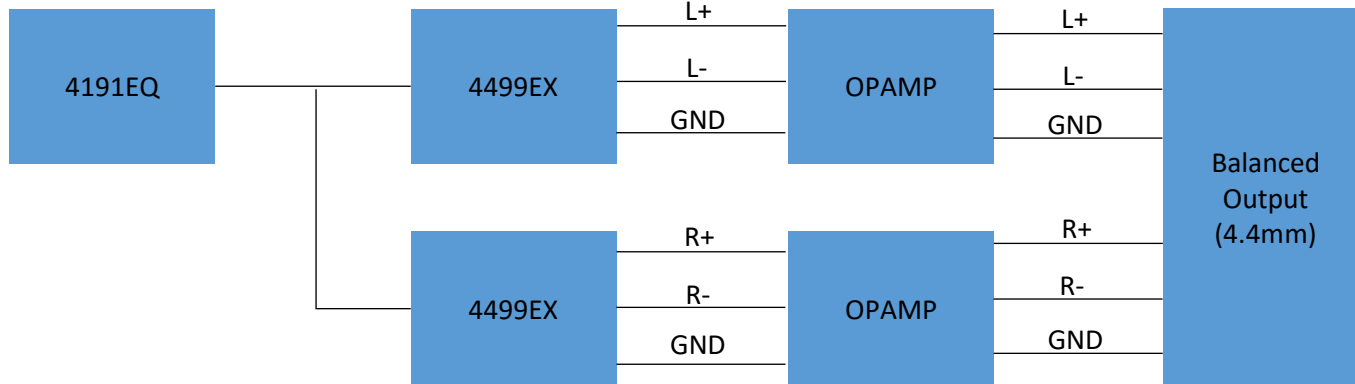 4191EQ
4499EX
L+
L-
GND
OPAMP
L+
L-
GND
Balanced
Output
(4.4mm)
4499EX
R+
R-
GND
OPAMP
R+
R-
GND